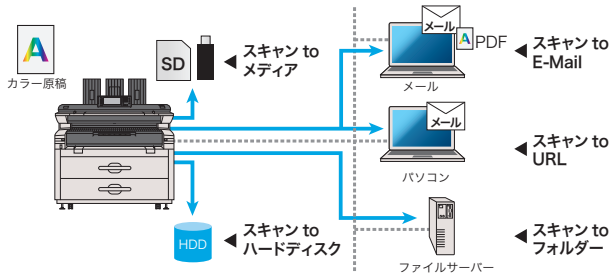 A
カラー原稿
SD
スキャン to
メディア
メール
A PDF
メール
スキャン to
E-Mail
メール
パソコン
スキャン to
URL
HDD
スキャン to
ハードディスク
ファイルサーバー
スキャン to
フォルダー